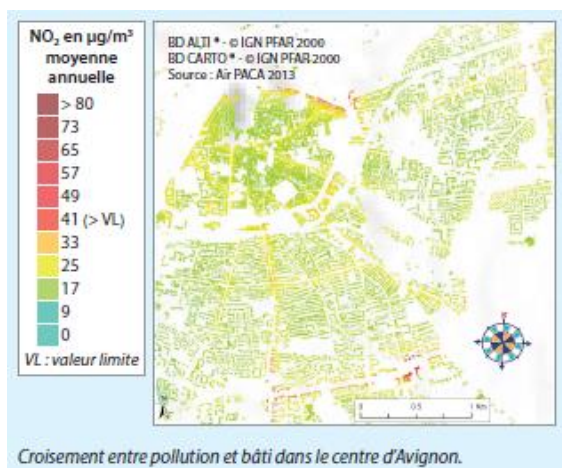 NO₂ en µg/m³
moyenne
annuelle
> 80
73
65
57
49
41 (> VL)
33
25
17
9
0
VL : valeur limite
BD ALTI ® - © IGN PFAR 2000
BD CARTO ® - © IGN PFAR 2000
Source : Air PACA 2013
0 0.5 1 km
Croisement entre pollution et bâti dans le centre d'Avignon.